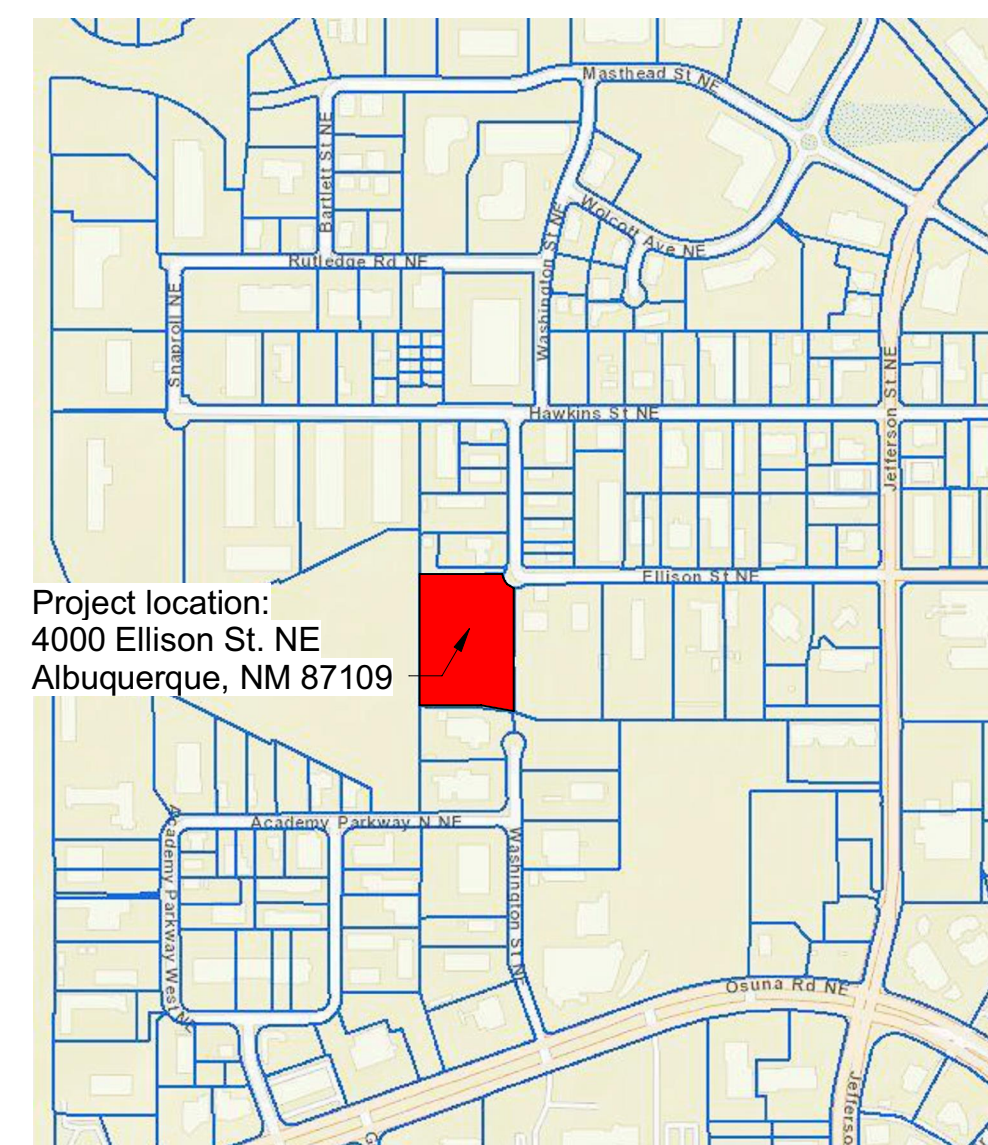 Masthead St NE
Bartlett St NE
Wolcott Ave NE
Washington St NE
Rutledge Rd NE
Snaproll NE
Jefferson St NE
Hawkins St NE
Ellison St NE
Project location:
4000 Ellison St. NE
Albuquerque, NM 87109
Academy Parkway N NE
Academy Parkway West NE
Washington St NE
Osuna Rd NE
Jefferso